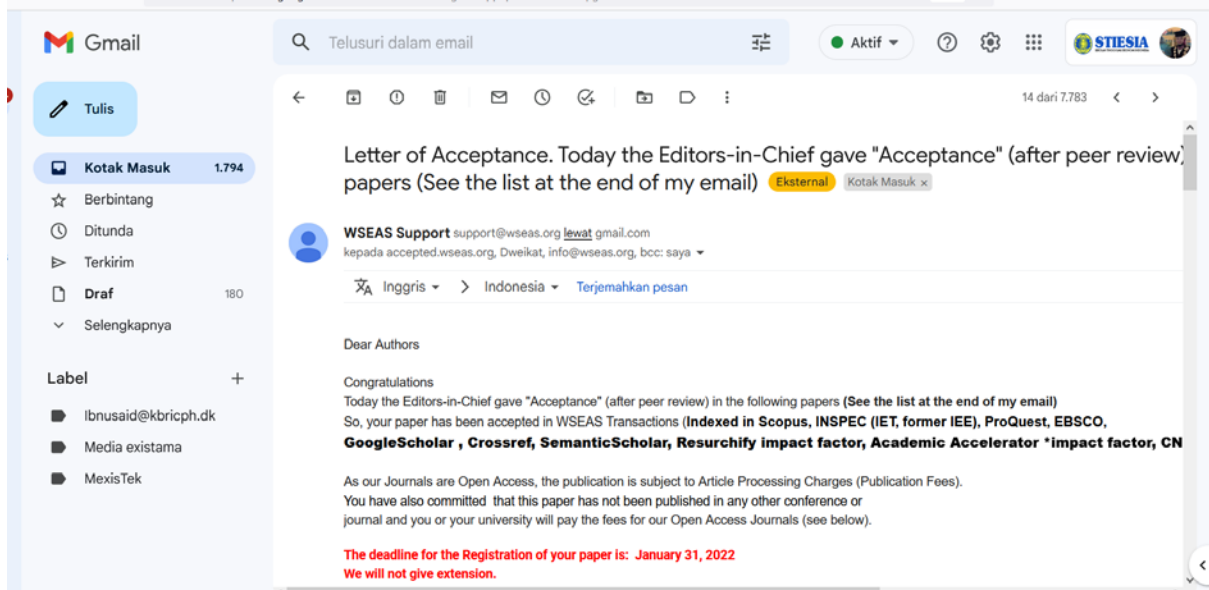 Gmail
Telusuri dalam email
Aktif
STIESIA
Tulis
14 dari 7.783
Kotak Masuk 1.794
Berbintang
Ditunda
Terkirim
Draf 180
Selengkapnya
Label
Ibnusaid@kbricph.dk
Media existama
MexisTek
Letter of Acceptance. Today the Editors-in-Chief gave "Acceptance" (after peer review)
papers (See the list at the end of my email) Eksternal Kotak Masuk x
WSEAS Support support@wseas.org lewat gmail.com
kepada accepted.wseas.org, Dweikat, info@wseas.org, bcc: saya
Inggris > Indonesia Terjemahkan pesan
Dear Authors
Congratulations
Today the Editors-in-Chief gave "Acceptance" (after peer review) in the following papers (See the list at the end of my email)
So, your paper has been accepted in WSEAS Transactions (Indexed in Scopus, INSPEC (IET, former IEE), ProQuest, EBSCO,
GoogleScholar , Crossref, SemanticScholar, Resurchify impact factor, Academic Accelerator *impact factor, CN
As our Journals are Open Access, the publication is subject to Article Processing Charges (Publication Fees).
You have also committed that this paper has not been published in any other conference or
journal and you or your university will pay the fees for our Open Access Journals (see below).
The deadline for the Registration of your paper is: January 31, 2022
We will not give extension.